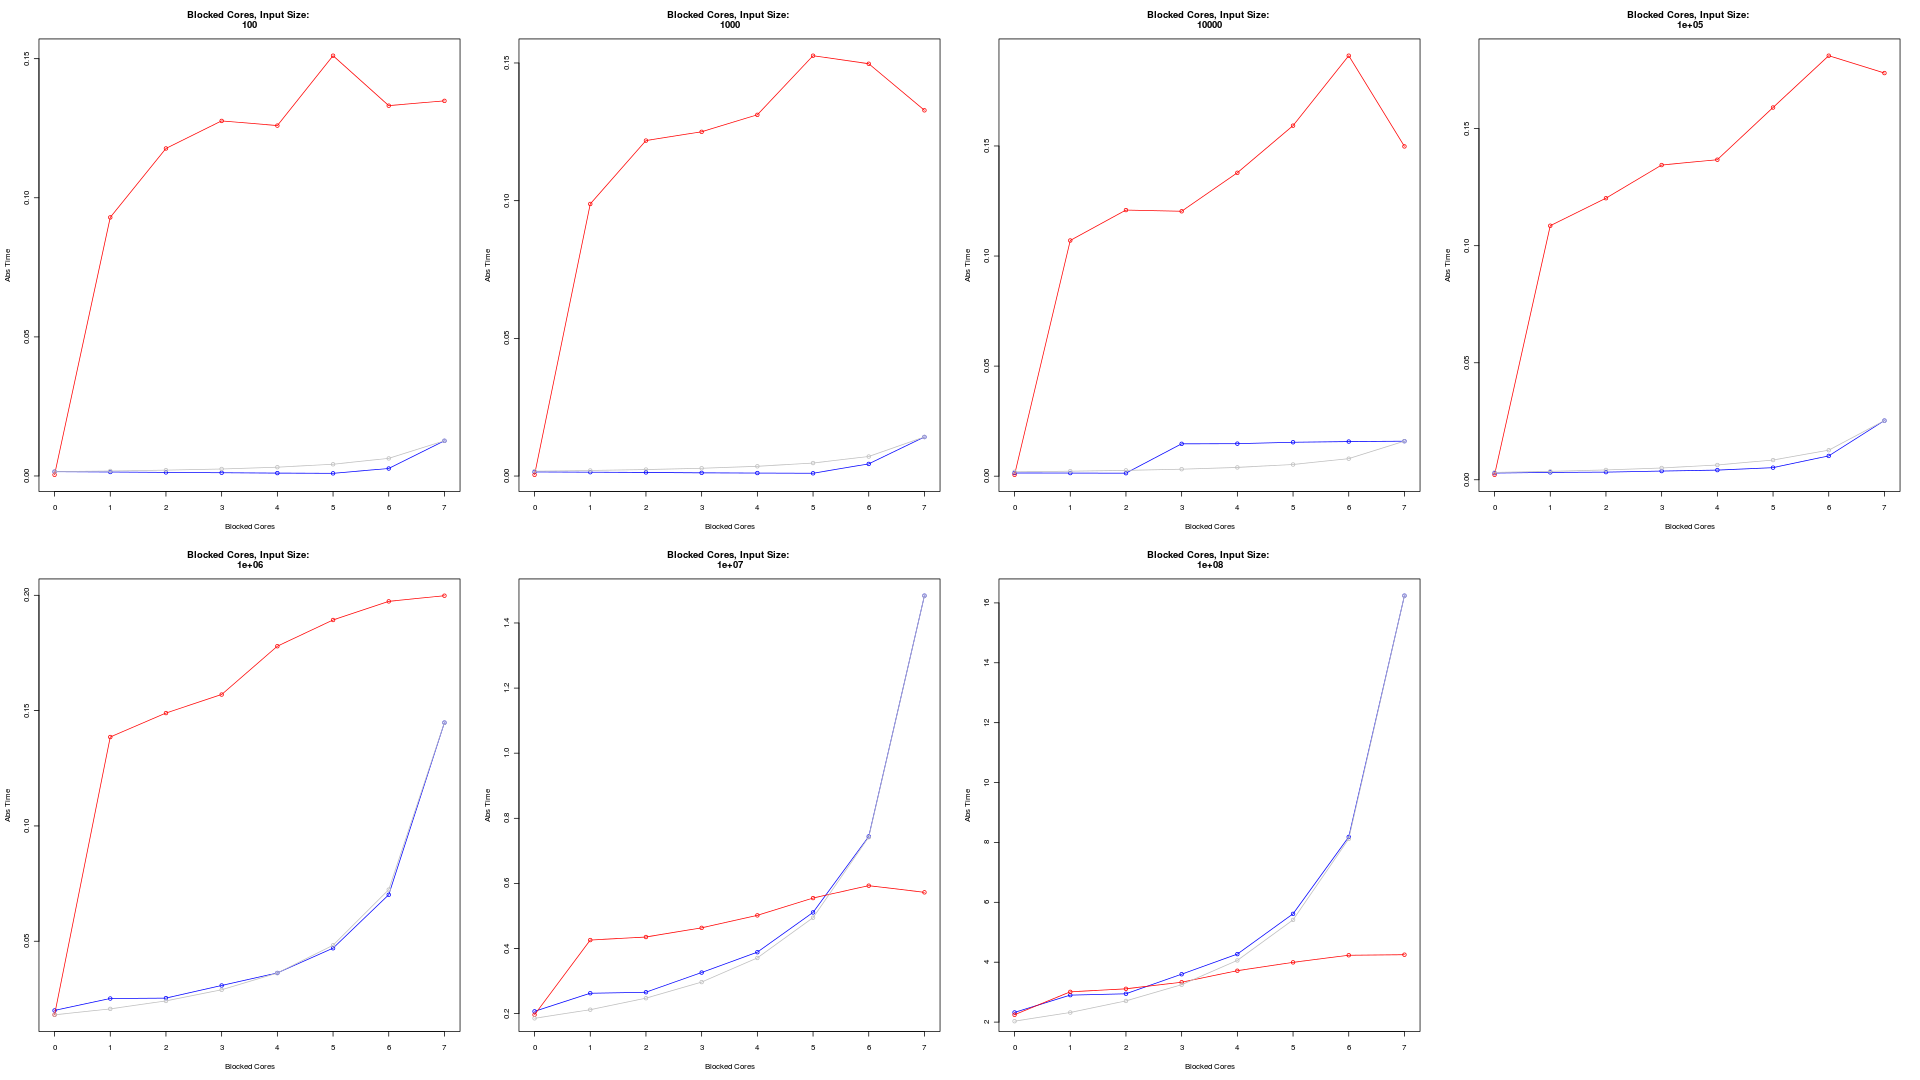 Blocked Cores, Input Size:
100
Abs Time
0.00
0.05
0.10
0.15
0 1 2 3 4 5 6 7
Blocked Cores
Blocked Cores, Input Size:
1000
Abs Time
0.00
0.05
0.10
0.15
0 1 2 3 4 5 6 7
Blocked Cores
Blocked Cores, Input Size:
10000
Abs Time
0.00
0.05
0.10
0.15
0 1 2 3 4 5 6 7
Blocked Cores
Blocked Cores, Input Size:
1e+05
Abs Time
0.00
0.05
0.10
0.15
0 1 2 3 4 5 6 7
Blocked Cores
Blocked Cores, Input Size:
1e+06
Abs Time
0.05
0.10
0.15
0.20
0 1 2 3 4 5 6 7
Blocked Cores
Blocked Cores, Input Size:
1e+07
Abs Time
0.2
0.4
0.6
0.8
1.0
1.2
1.4
0 1 2 3 4 5 6 7
Blocked Cores
Blocked Cores, Input Size:
1e+08
Abs Time
2
4
6
8
10
12
14
16
0 1 2 3 4 5 6 7
Blocked Cores